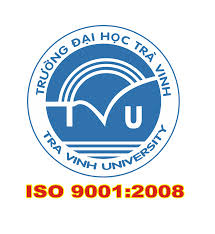 TRƯỜNG ĐẠI HỌC TRÀ VINH
TVU
TRA VINH UNIVERSITY
ISO 9001:2008